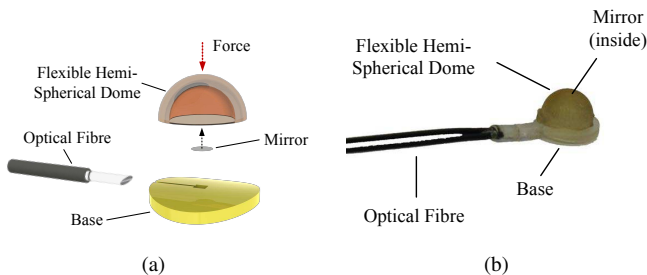 Force
Flexible Hemi-
Spherical Dome
Mirror
Optical Fibre
Base
(a)
Mirror
(inside)
Flexible Hemi-
Spherical Dome
Base
Optical Fibre
(b)